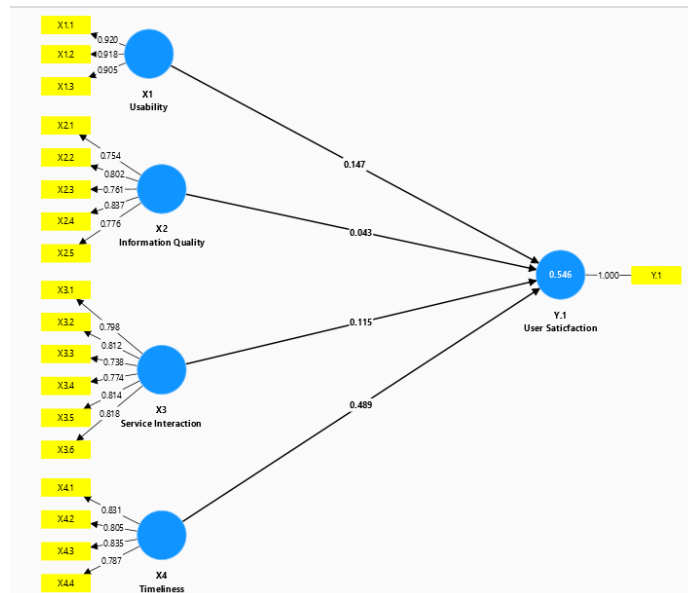 X1.1
X1.2
X1.3
0.920
0.918
0.905
X1
Usability
0.147
X2.1
X2.2
X2.3
X2.4
X2.5
0.754
0.802
0.761
0.837
0.776
X2
Information Quality
0.043
X3.1
X3.2
X3.3
X3.4
X3.5
X3.6
0.798
0.812
0.738
0.774
0.814
0.818
X3
Service Interaction
0.115
X4.1
X4.2
X4.3
X4.4
0.831
0.805
0.835
0.787
X4
Timeliness
0.489
0.546
Y.1
User Saticfaction
1.000
Y.1